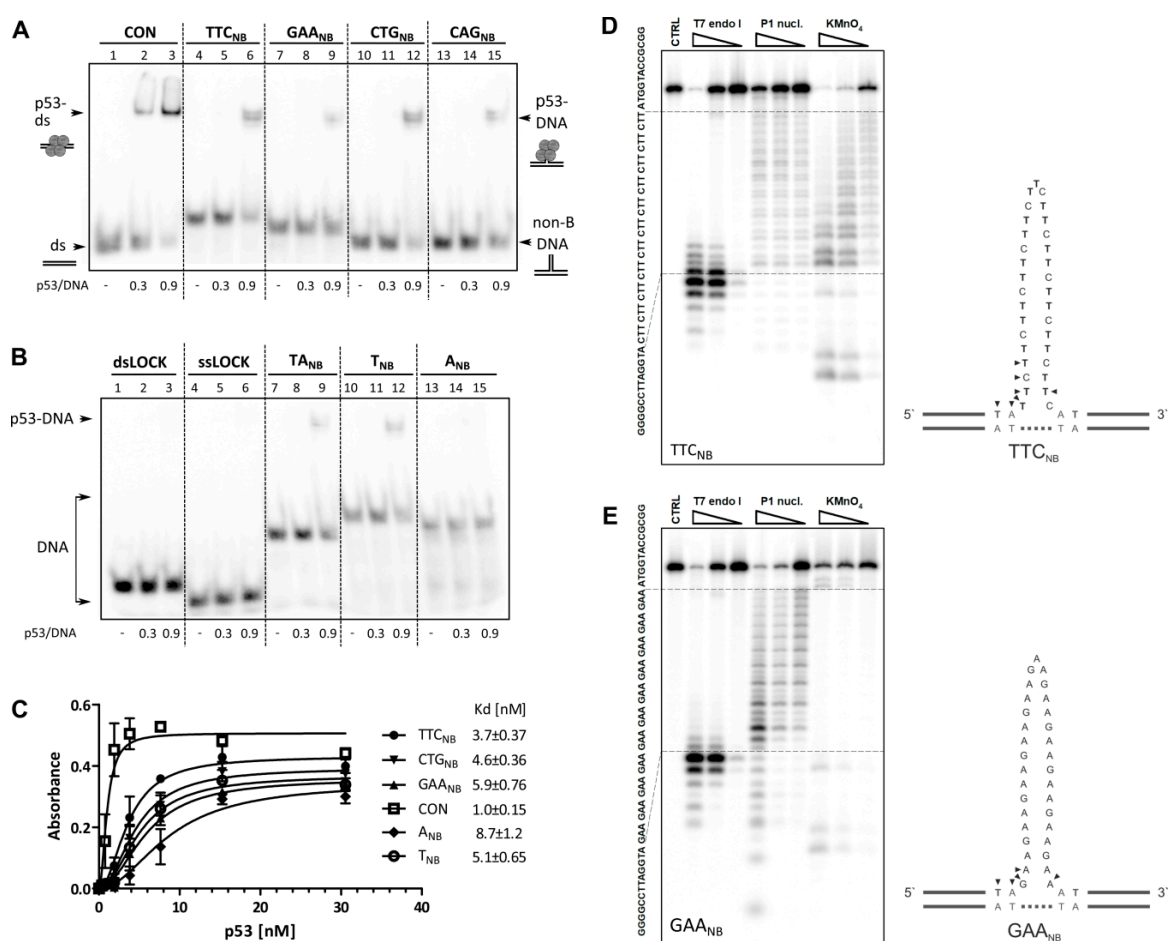 A
CON TTC_NB GAA_NB CTG_NB CAG_NB
1 2 3 4 5 6 7 8 9 10 11 12 13 14 15
p53-
ds
p53-
DNA
ds
non-B
DNA
p53/DNA - 0.3 0.9 - 0.3 0.9 - 0.3 0.9 - 0.3 0.9 - 0.3 0.9
B
dsLOCK ssLOCK TA_NB T_NB A_NB
1 2 3 4 5 6 7 8 9 10 11 12 13 14 15
p53-DNA
DNA
p53/DNA - 0.3 0.9 - 0.3 0.9 - 0.3 0.9 - 0.3 0.9 - 0.3 0.9
C
0.6
0.4
0.2
0.0
Absorbance
0 10 20 30 40
p53 [nM]
Kd [nM]
TTC_NB 3.7±0.37
CTG_NB 4.6±0.36
GAA_NB 5.9±0.76
CON 1.0±0.15
A_NB 8.7±1.2
T_NB 5.1±0.65
D
CTRL
T7 endo I P1 nucl. KMnO₄
GGGGCCTTAGGTA CTT CTT CTT CTT CTT CTT CTT CTT CTT CTT CTT ATGGTACCGCGG
TTC_NB
T
T C
C T
T T
T C
C T
T T
T C
C T
T T
T C
C T
T T
T C
5` T A A T 3`
A T T A
TTC_NB
E
CTRL
T7 endo I P1 nucl. KMnO₄
GGGGCCTTAGGTA GAA GAA GAA GAA GAA GAA GAA GAA GAA GAA GAA ATGGTACCGCGG
GAA_NB
5` T A G A A T 3`
A T T A
GAA_NB